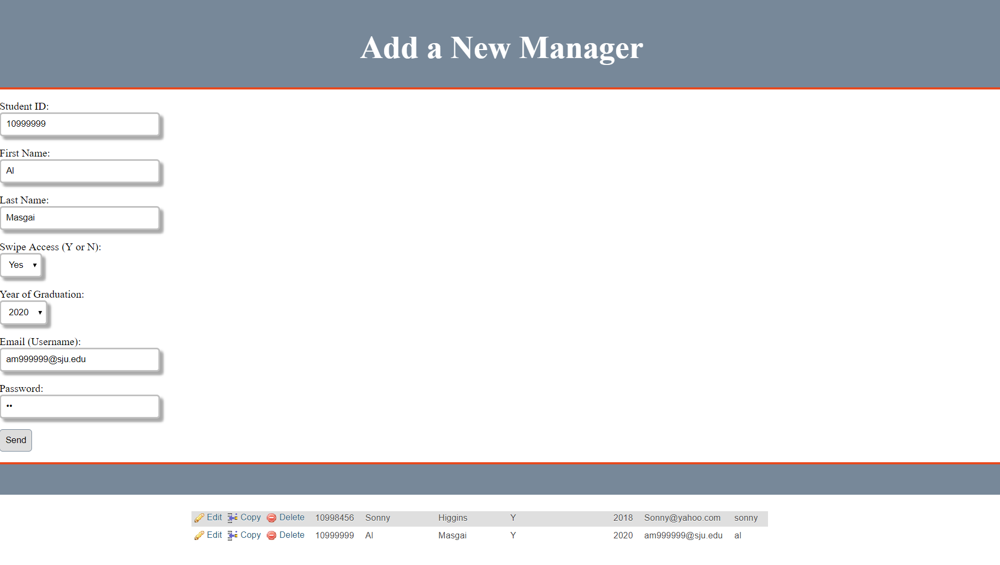 Add a New Manager
Student ID:
10999999
First Name:
Al
Last Name:
Masgai
Swipe Access (Y or N):
Yes
Year of Graduation:
2020
Email (Username):
am999999@sju.edu
Password:
••
Send
Edit Copy Delete 10998456 Sonny Higgins Y 2018 Sonny@yahoo.com sonny
Edit Copy Delete 10999999 Al Masgai Y 2020 am999999@sju.edu al